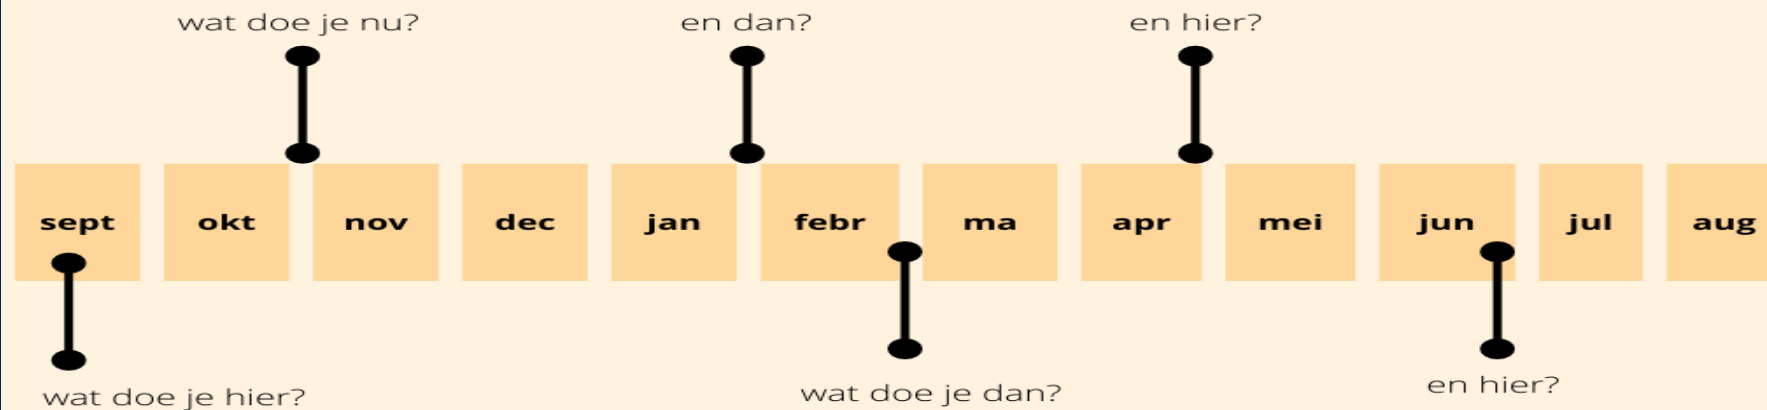 wat doe je nu?
en dan?
en hier?
sept
okt
nov
dec
jan
febr
ma
apr
mei
jun
jul
aug
wat doe je hier?
wat doe je dan?
en hier?